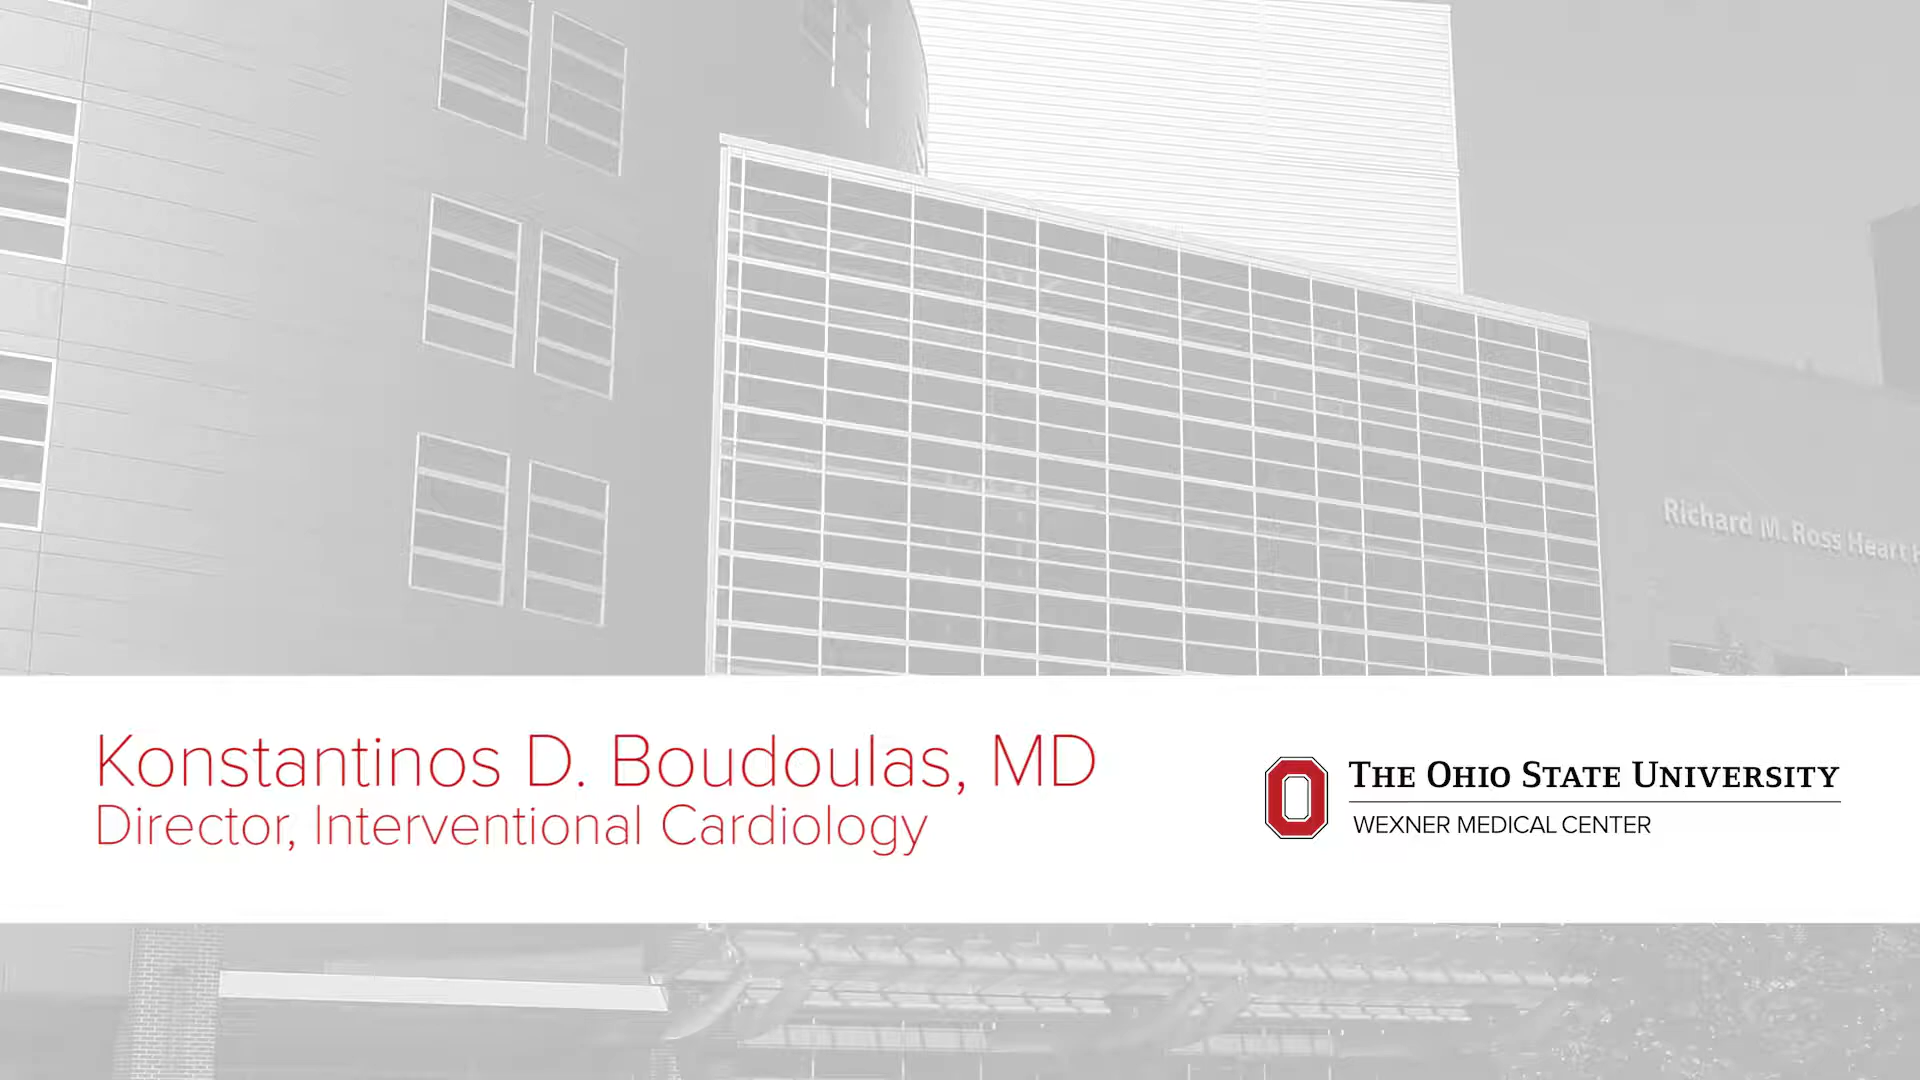 Richard M. Ross Heart
Konstantinos D. Boudoulas, MD
Director, Interventional Cardiology
THE OHIO STATE UNIVERSITY
WEXNER MEDICAL CENTER